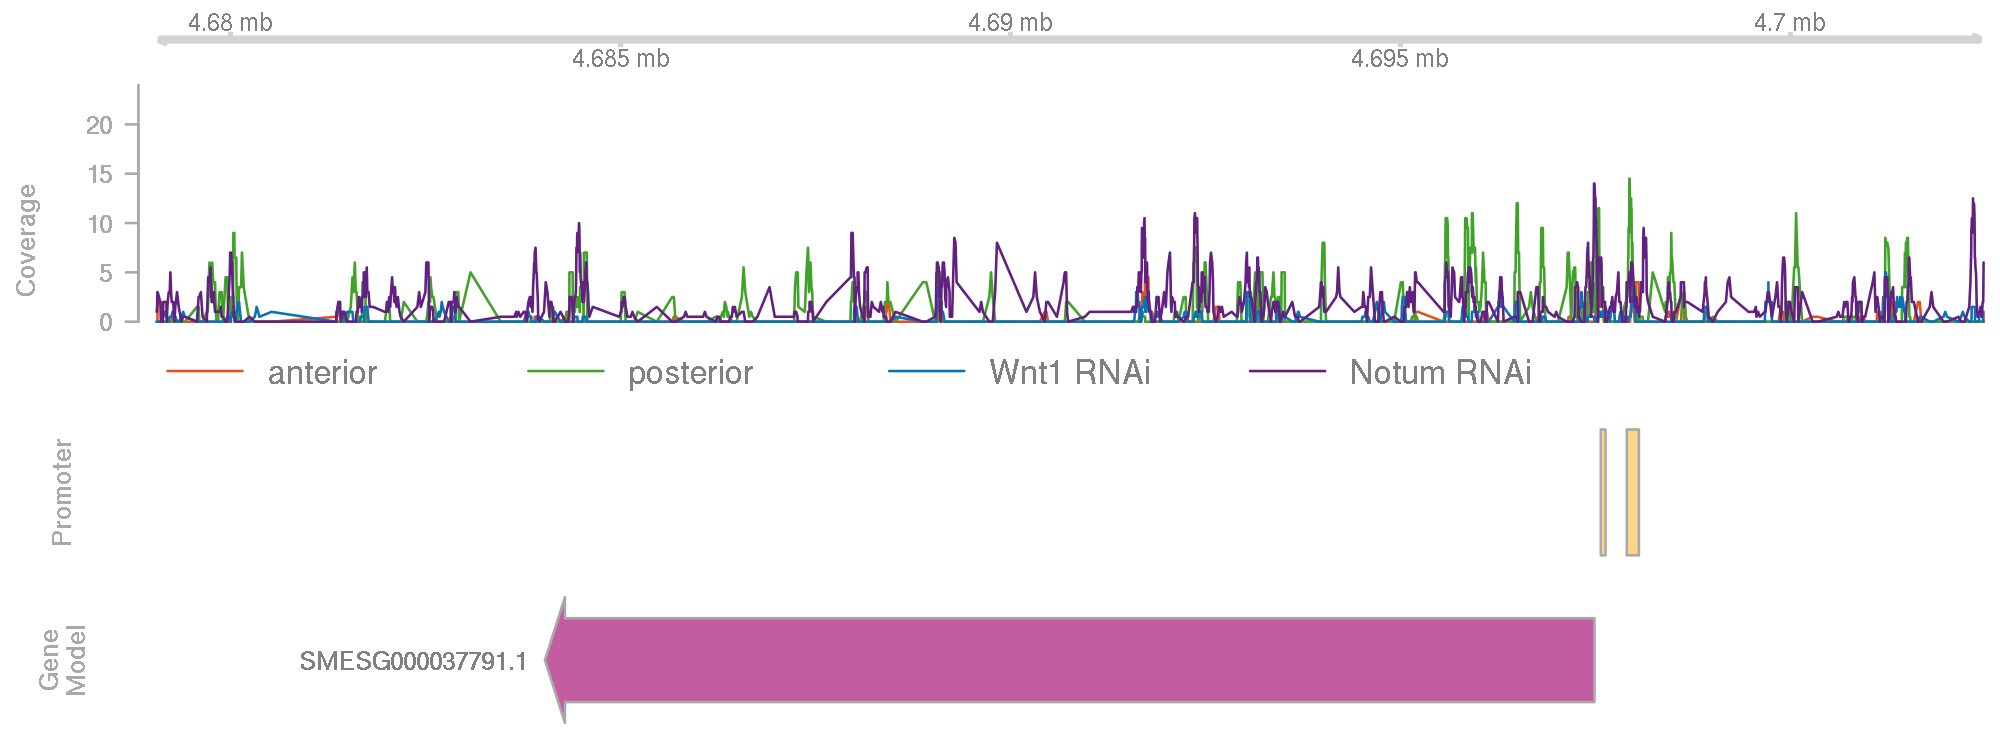 4.68 mb
4.69 mb
4.7 mb
4.685 mb
4.695 mb
Coverage
20
15
10
5
0
anterior
posterior
Wnt1 RNAi
Notum RNAi
Promoter
Gene
Model
SMESG000037791.1